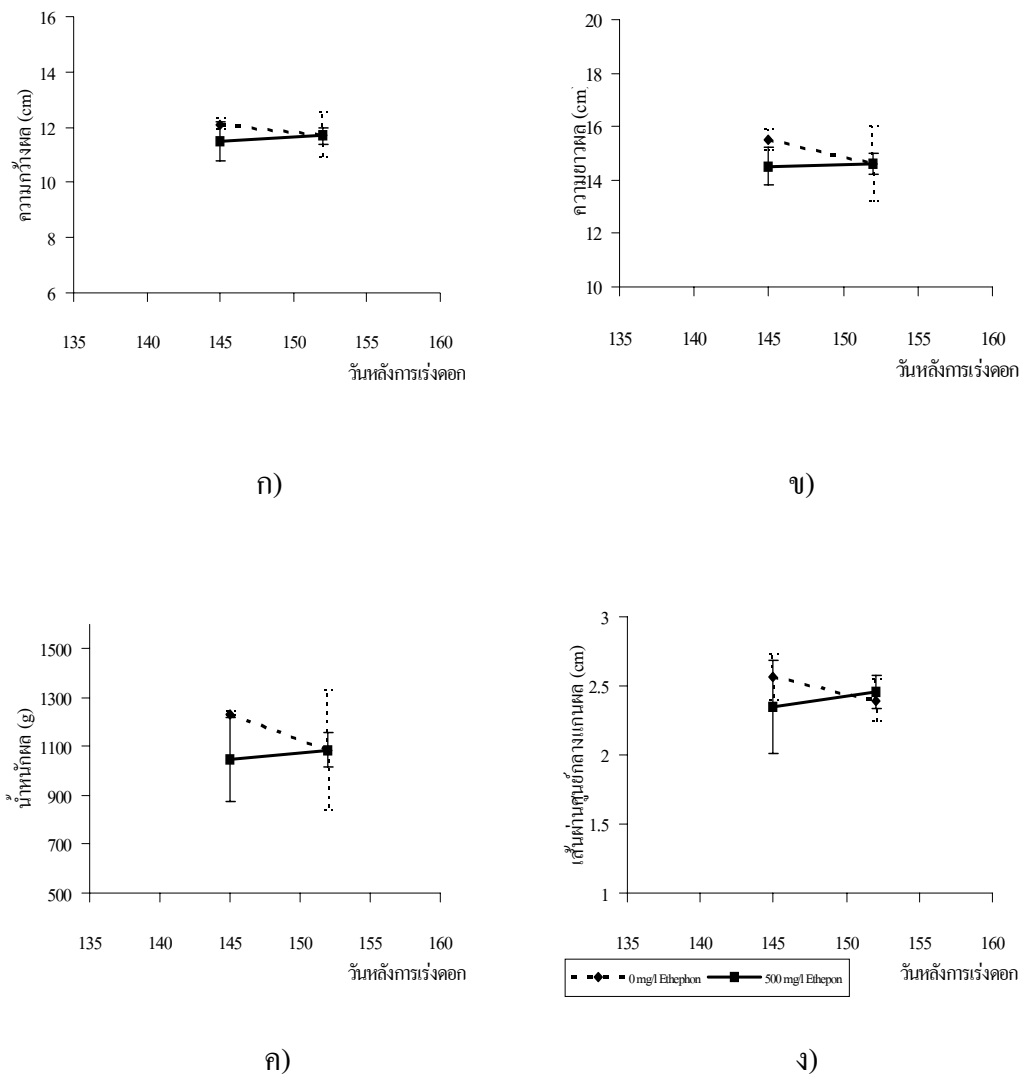 16
14
12
10
8
6
ความกว้างผล (cm)
135 140 145 150 155 160
วันหลังการเร่งดอก
ก)
20
18
16
14
12
10
ความยาวผล (cm)
135 140 145 150 155 160
วันหลังการเร่งดอก
ข)
1500
1300
1100
900
700
500
น้ำหนักผล (g)
135 140 145 150 155 160
วันหลังการเร่งดอก
ค)
3
2.5
2
1.5
1
เส้นผ่านศูนย์กลางแกนผล (cm)
135 140 145 150 155 160
วันหลังการเร่งดอก
0 mg/l Ethephon 500 mg/l Ethepon
ง)